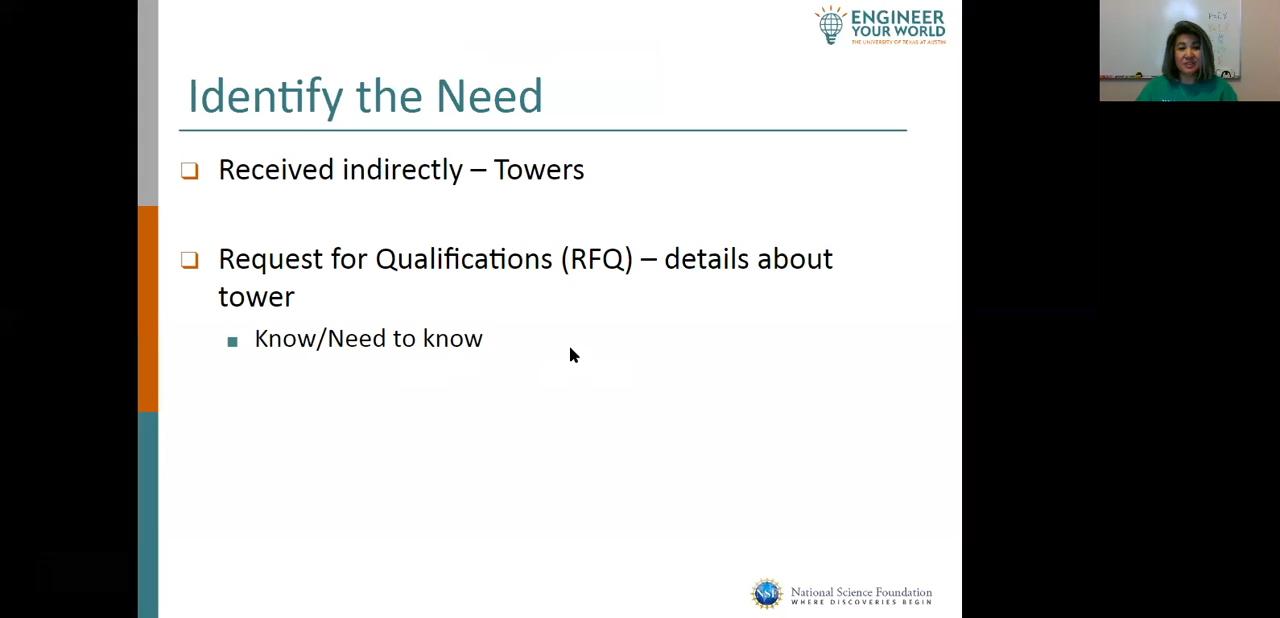 ENGINEER
YOUR WORLD
THE UNIVERSITY OF TEXAS AT AUSTIN
Identify the Need
Received indirectly – Towers
Request for Qualifications (RFQ) – details about
tower
Know/Need to know
NSF
National Science Foundation
WHERE DISCOVERIES BEGIN